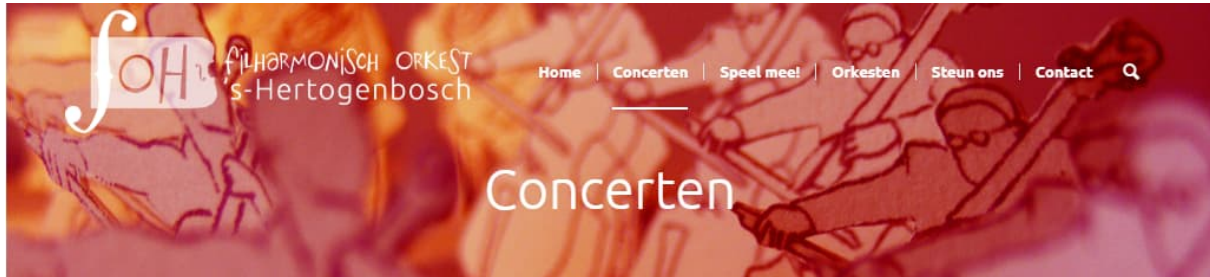 fOH
fiLHaRMONiSCH ORKEST
's-Hertogenbosch
Home | Concerten | Speel mee! | Orkesten | Steun ons | Contact
Concerten